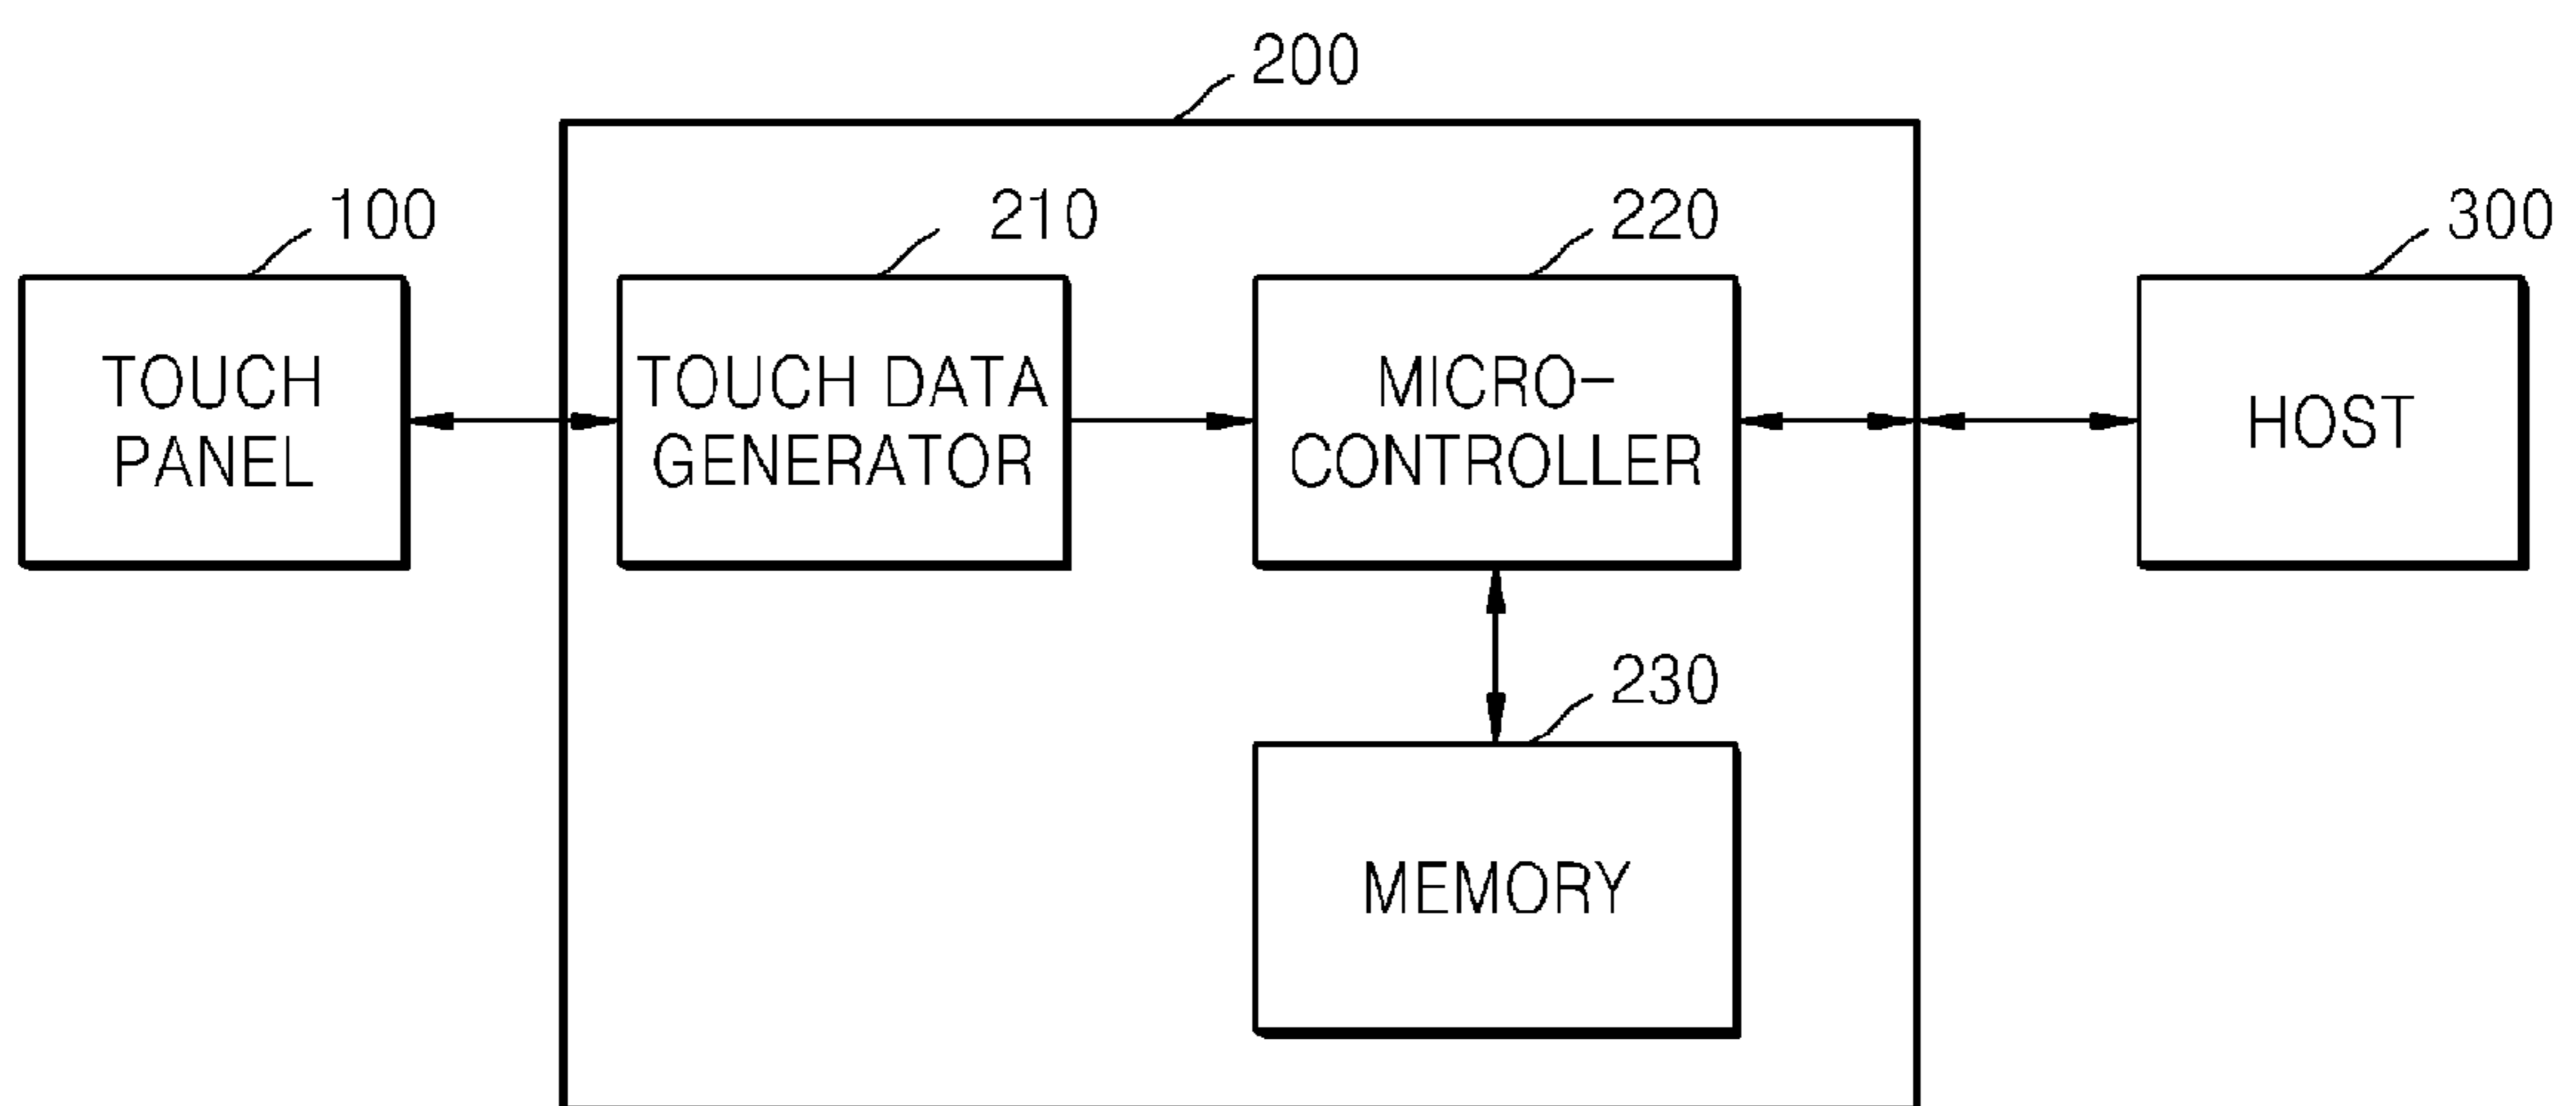 200
100
210
220
300
TOUCH
PANEL
TOUCH DATA
GENERATOR
MICRO-
CONTROLLER
HOST
230
MEMORY